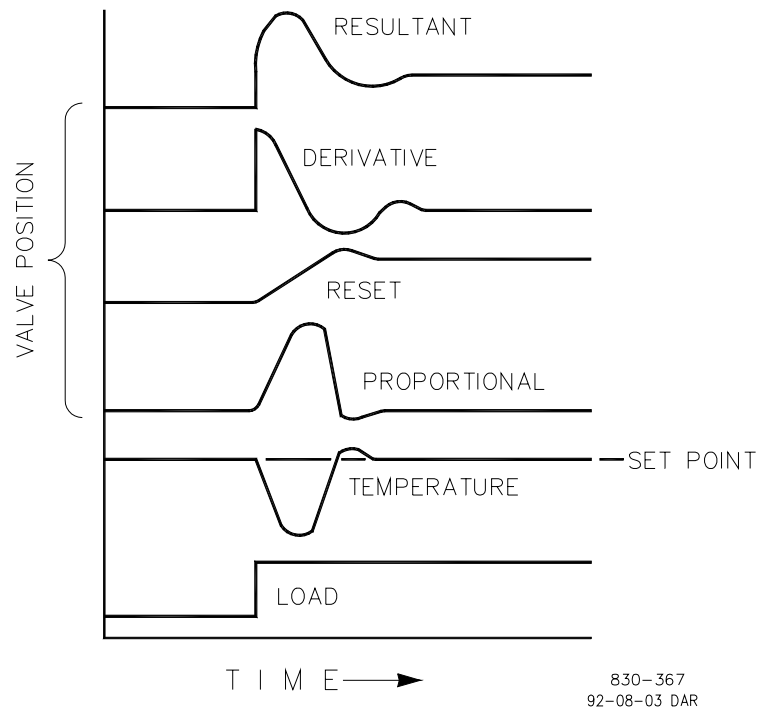 RESULTANT
DERIVATIVE
VALVE POSITION
RESET
PROPORTIONAL
SET POINT
TEMPERATURE
LOAD
TIME
830-367
92-08-03 DAR